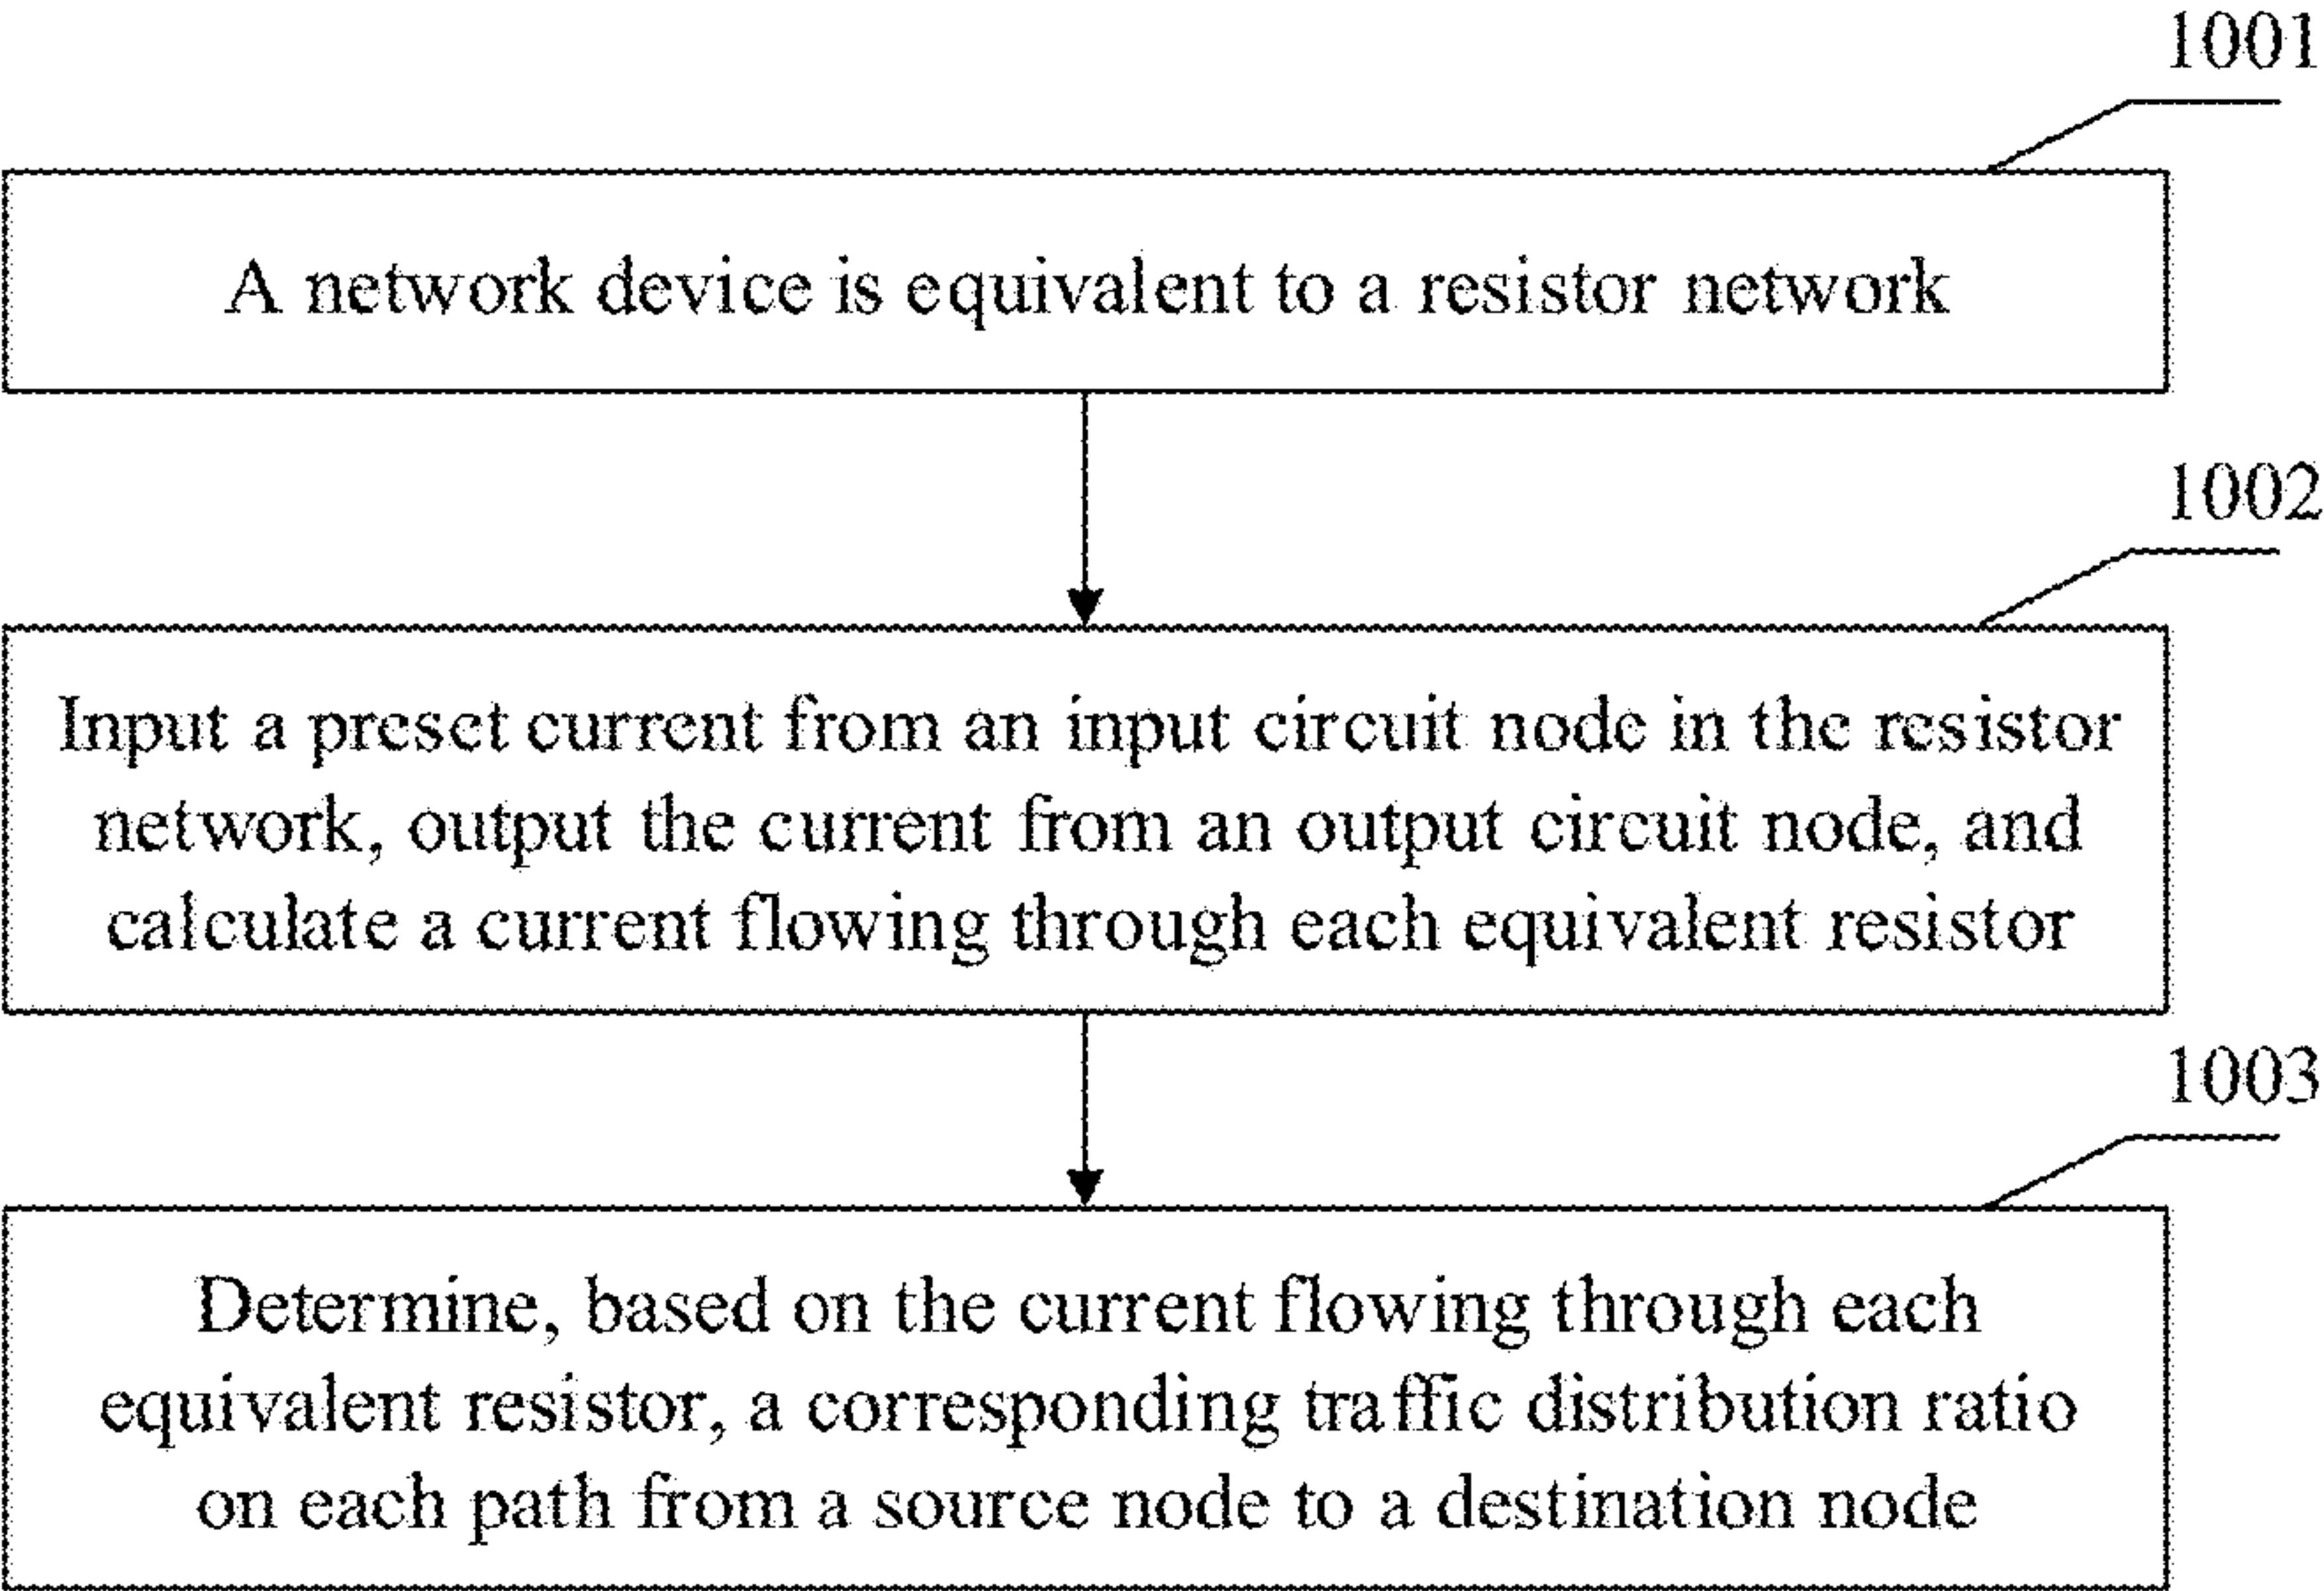 1001
A network device is equivalent to a resistor network
1002
Input a preset current from an input circuit node in the resistor
network, output the current from an output circuit node, and
calculate a current flowing through each equivalent resistor
1003
Determine, based on the current flowing through each
equivalent resistor, a corresponding traffic distribution ratio
on each path from a source node to a destination node